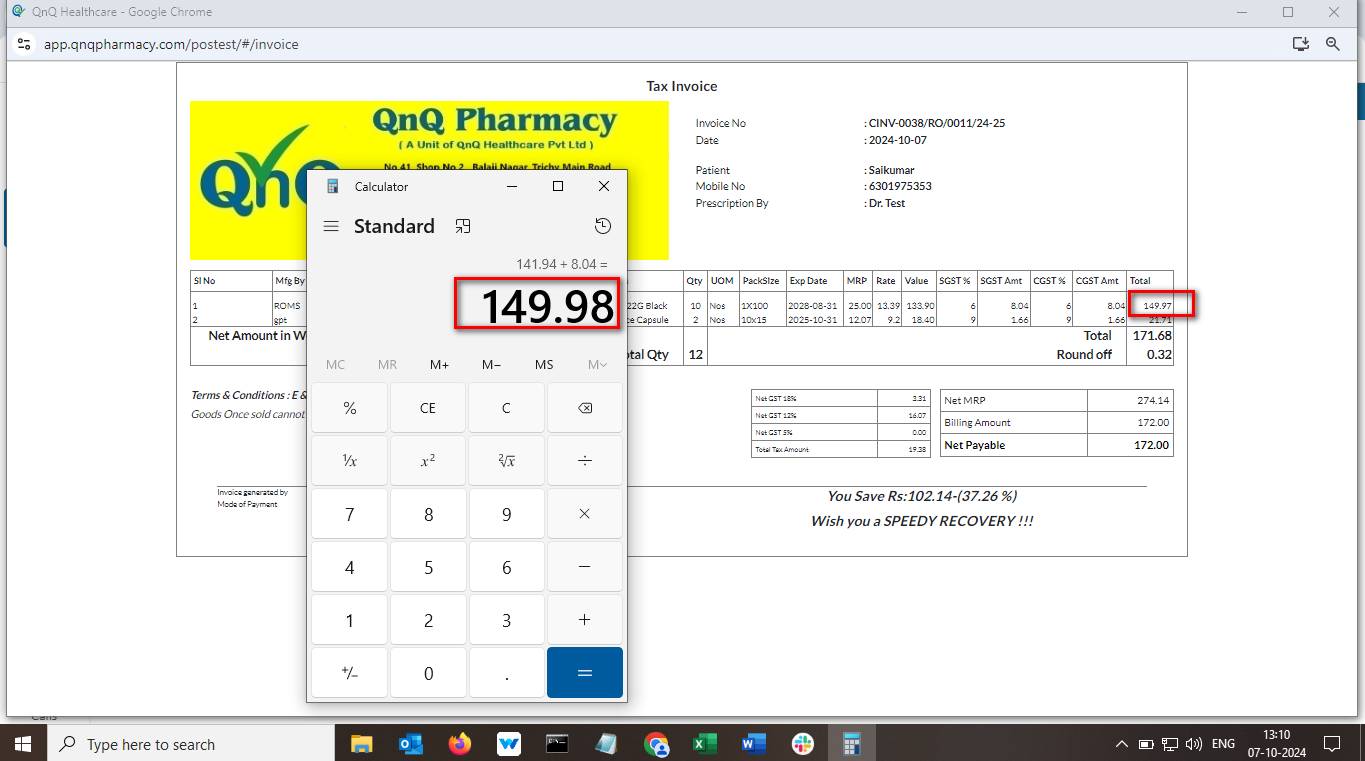 QnQ Healthcare - Google Chrome
app.qnqpharmacy.com/postest/#/invoice
Tax Invoice
QnQ
QnQ Pharmacy
( A Unit of QnQ Healthcare Pvt Ltd )
No 41, Shop No 2, Balaji Nagar, Trichy Main Road
Invoice No : CINV-0038/RO/0011/24-25
Date : 2024-10-07
Patient : Saikumar
Mobile No : 6301975353
Prescription By : Dr. Test
Calculator
Standard
141.94 + 8.04 =
149.98
MC MR M+ M− MS M
% CE C
¹/x x² ²√x ÷
7 8 9 ×
4 5 6 −
1 2 3 +
+/− 0 . =
Sl No Mfg By Qty UOM PackSize Exp Date MRP Rate Value SGST % SGST Amt CGST % CGST Amt Total
1 ROMS 22G Black 10 Nos 1X100 2028-08-31 25.00 13.39 133.90 6 8.04 6 8.04 149.97
2 gpt ce Capsule 2 Nos 10x15 2025-10-31 12.07 9.2 18.40 9 1.66 9 1.66 21.71
Net Amount in W tal Qty 12 Total 171.68
Round off 0.32
Terms & Conditions : E &
Goods Once sold cannot
Net GST 18% 3.31
Net GST 12% 16.07
Net GST 5% 0.00
Total Tax Amount 19.38
Net MRP 274.14
Billing Amount 172.00
Net Payable 172.00
Invoice generated by
Mode of Payment
You Save Rs:102.14-(37.26 %)
Wish you a SPEEDY RECOVERY !!!
Calls
Type here to search
ENG
13:10
07-10-2024